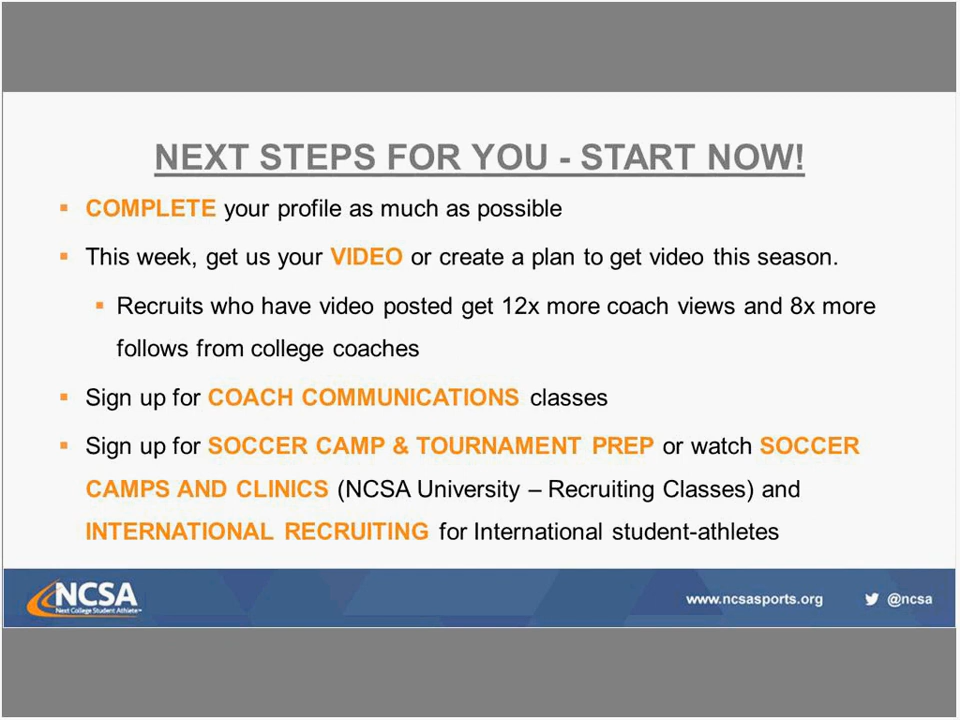 NEXT STEPS FOR YOU - START NOW!
▪ COMPLETE your profile as much as possible
▪ This week, get us your VIDEO or create a plan to get video this season.
▪ Recruits who have video posted get 12x more coach views and 8x more
follows from college coaches
▪ Sign up for COACH COMMUNICATIONS classes
▪ Sign up for SOCCER CAMP & TOURNAMENT PREP or watch SOCCER
CAMPS AND CLINICS (NCSA University – Recruiting Classes) and
INTERNATIONAL RECRUITING for International student-athletes
NCSA
Next College Student Athlete™
www.ncsasports.org @ncsa